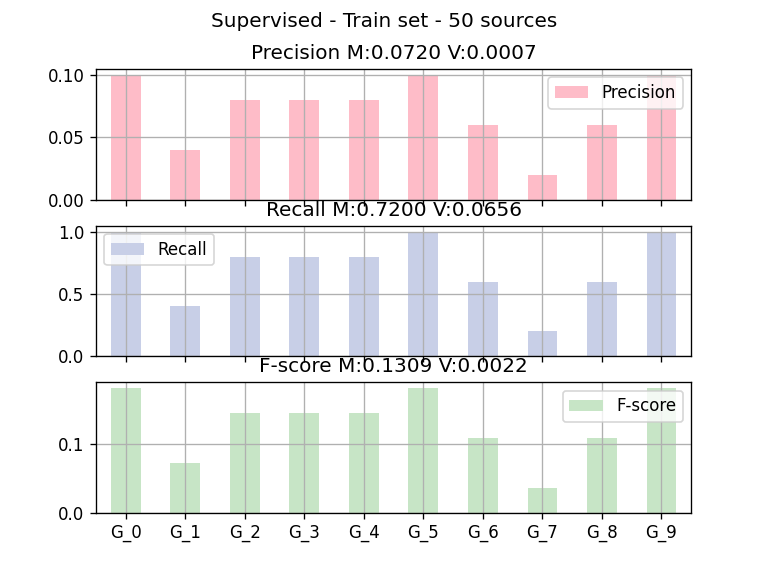 Supervised - Train set - 50 sources
Precision M:0.0720 V:0.0007
0.10
0.05
0.00
Precision
Recall M:0.7200 V:0.0656
1.0
0.5
0.0
Recall
F-score M:0.1309 V:0.0022
0.1
0.0
F-score
G_0 G_1 G_2 G_3 G_4 G_5 G_6 G_7 G_8 G_9